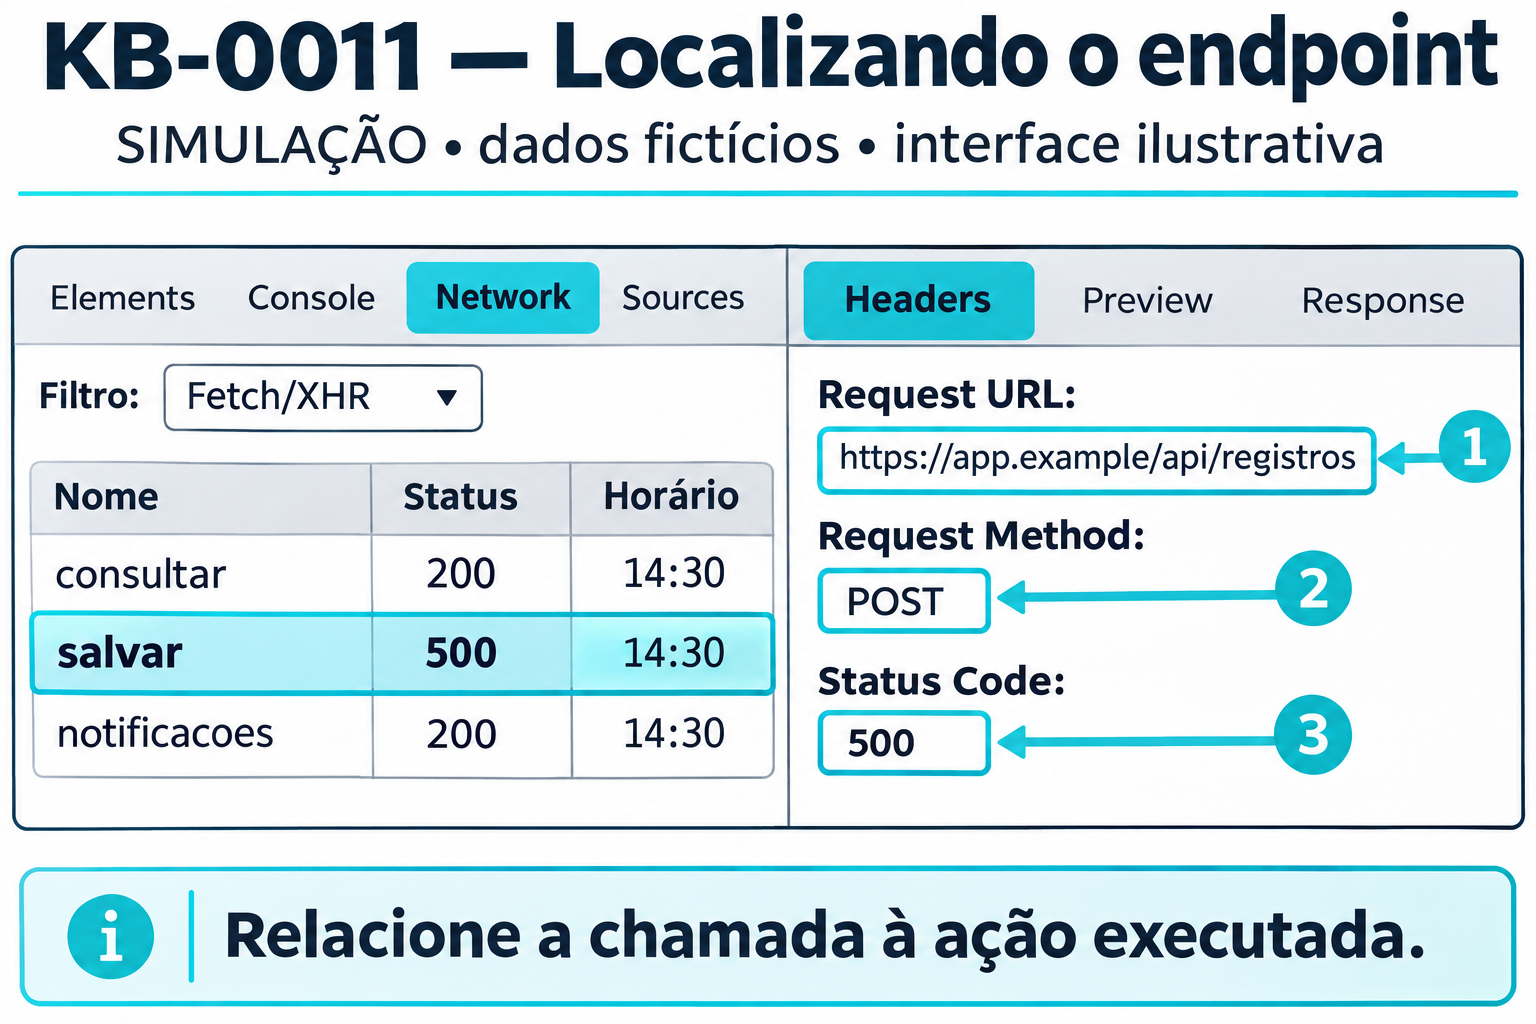 KB-0011 — Localizando o endpoint
SIMULAÇÃO • dados fictícios • interface ilustrativa
Elements Console Network Sources
Filtro: Fetch/XHR
Nome Status Horário
consultar 200 14:30
salvar 500 14:30
notificacoes 200 14:30
Headers Preview Response
Request URL:
https://app.example/api/registros 1
Request Method:
POST 2
Status Code:
500 3
i Relacione a chamada à ação executada.